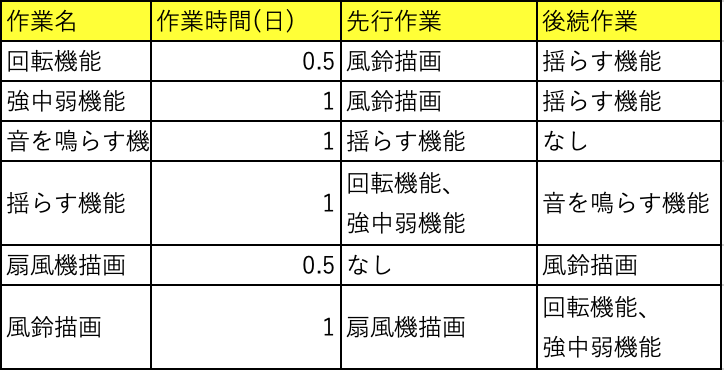 作業名 作業時間(日) 先行作業 後続作業
回転機能 0.5 風鈴描画 揺らす機能
強中弱機能 1 風鈴描画 揺らす機能
音を鳴らす機 1 揺らす機能 なし
揺らす機能 1 回転機能、 音を鳴らす機能
強中弱機能
扇風機描画 0.5 なし 風鈴描画
風鈴描画 1 扇風機描画 回転機能、
強中弱機能